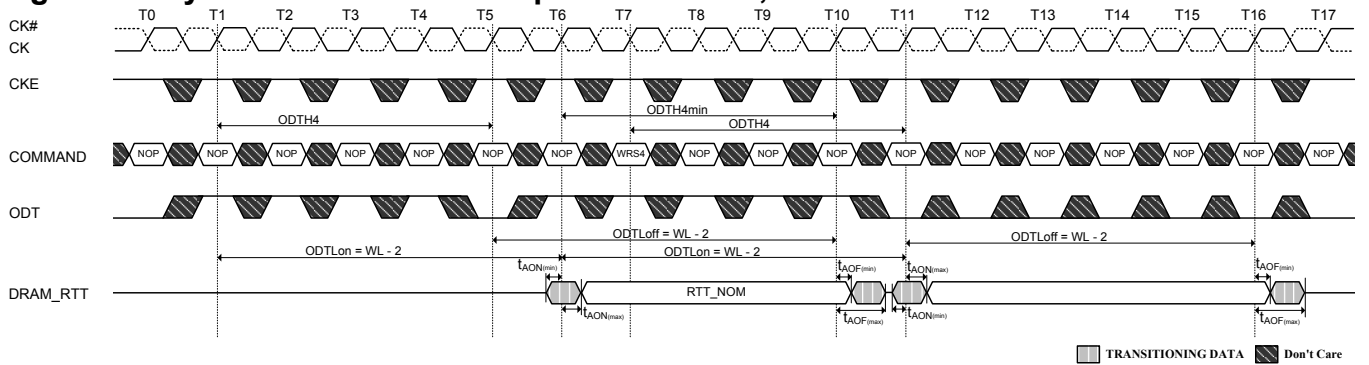 T0 T1 T2 T3 T4 T5 T6 T7 T8 T9 T10 T11 T12 T13 T14 T15 T16 T17
CK#
CK
CKE
ODTH4min
ODTH4 ODTH4
COMMAND NOP NOP NOP NOP NOP NOP NOP WRS4 NOP NOP NOP NOP NOP NOP NOP NOP NOP NOP
ODT
ODTLoff = WL - 2 ODTLoff = WL - 2
ODTLon = WL - 2 ODTLon = WL - 2
tAON(min) tAOF(min) tAON(max) tAOF(min)
DRAM_RTT RTT_NOM
tAON(max) tAOF(max) tAON(min) tAOF(max)
TRANSITIONING DATA Don't Care